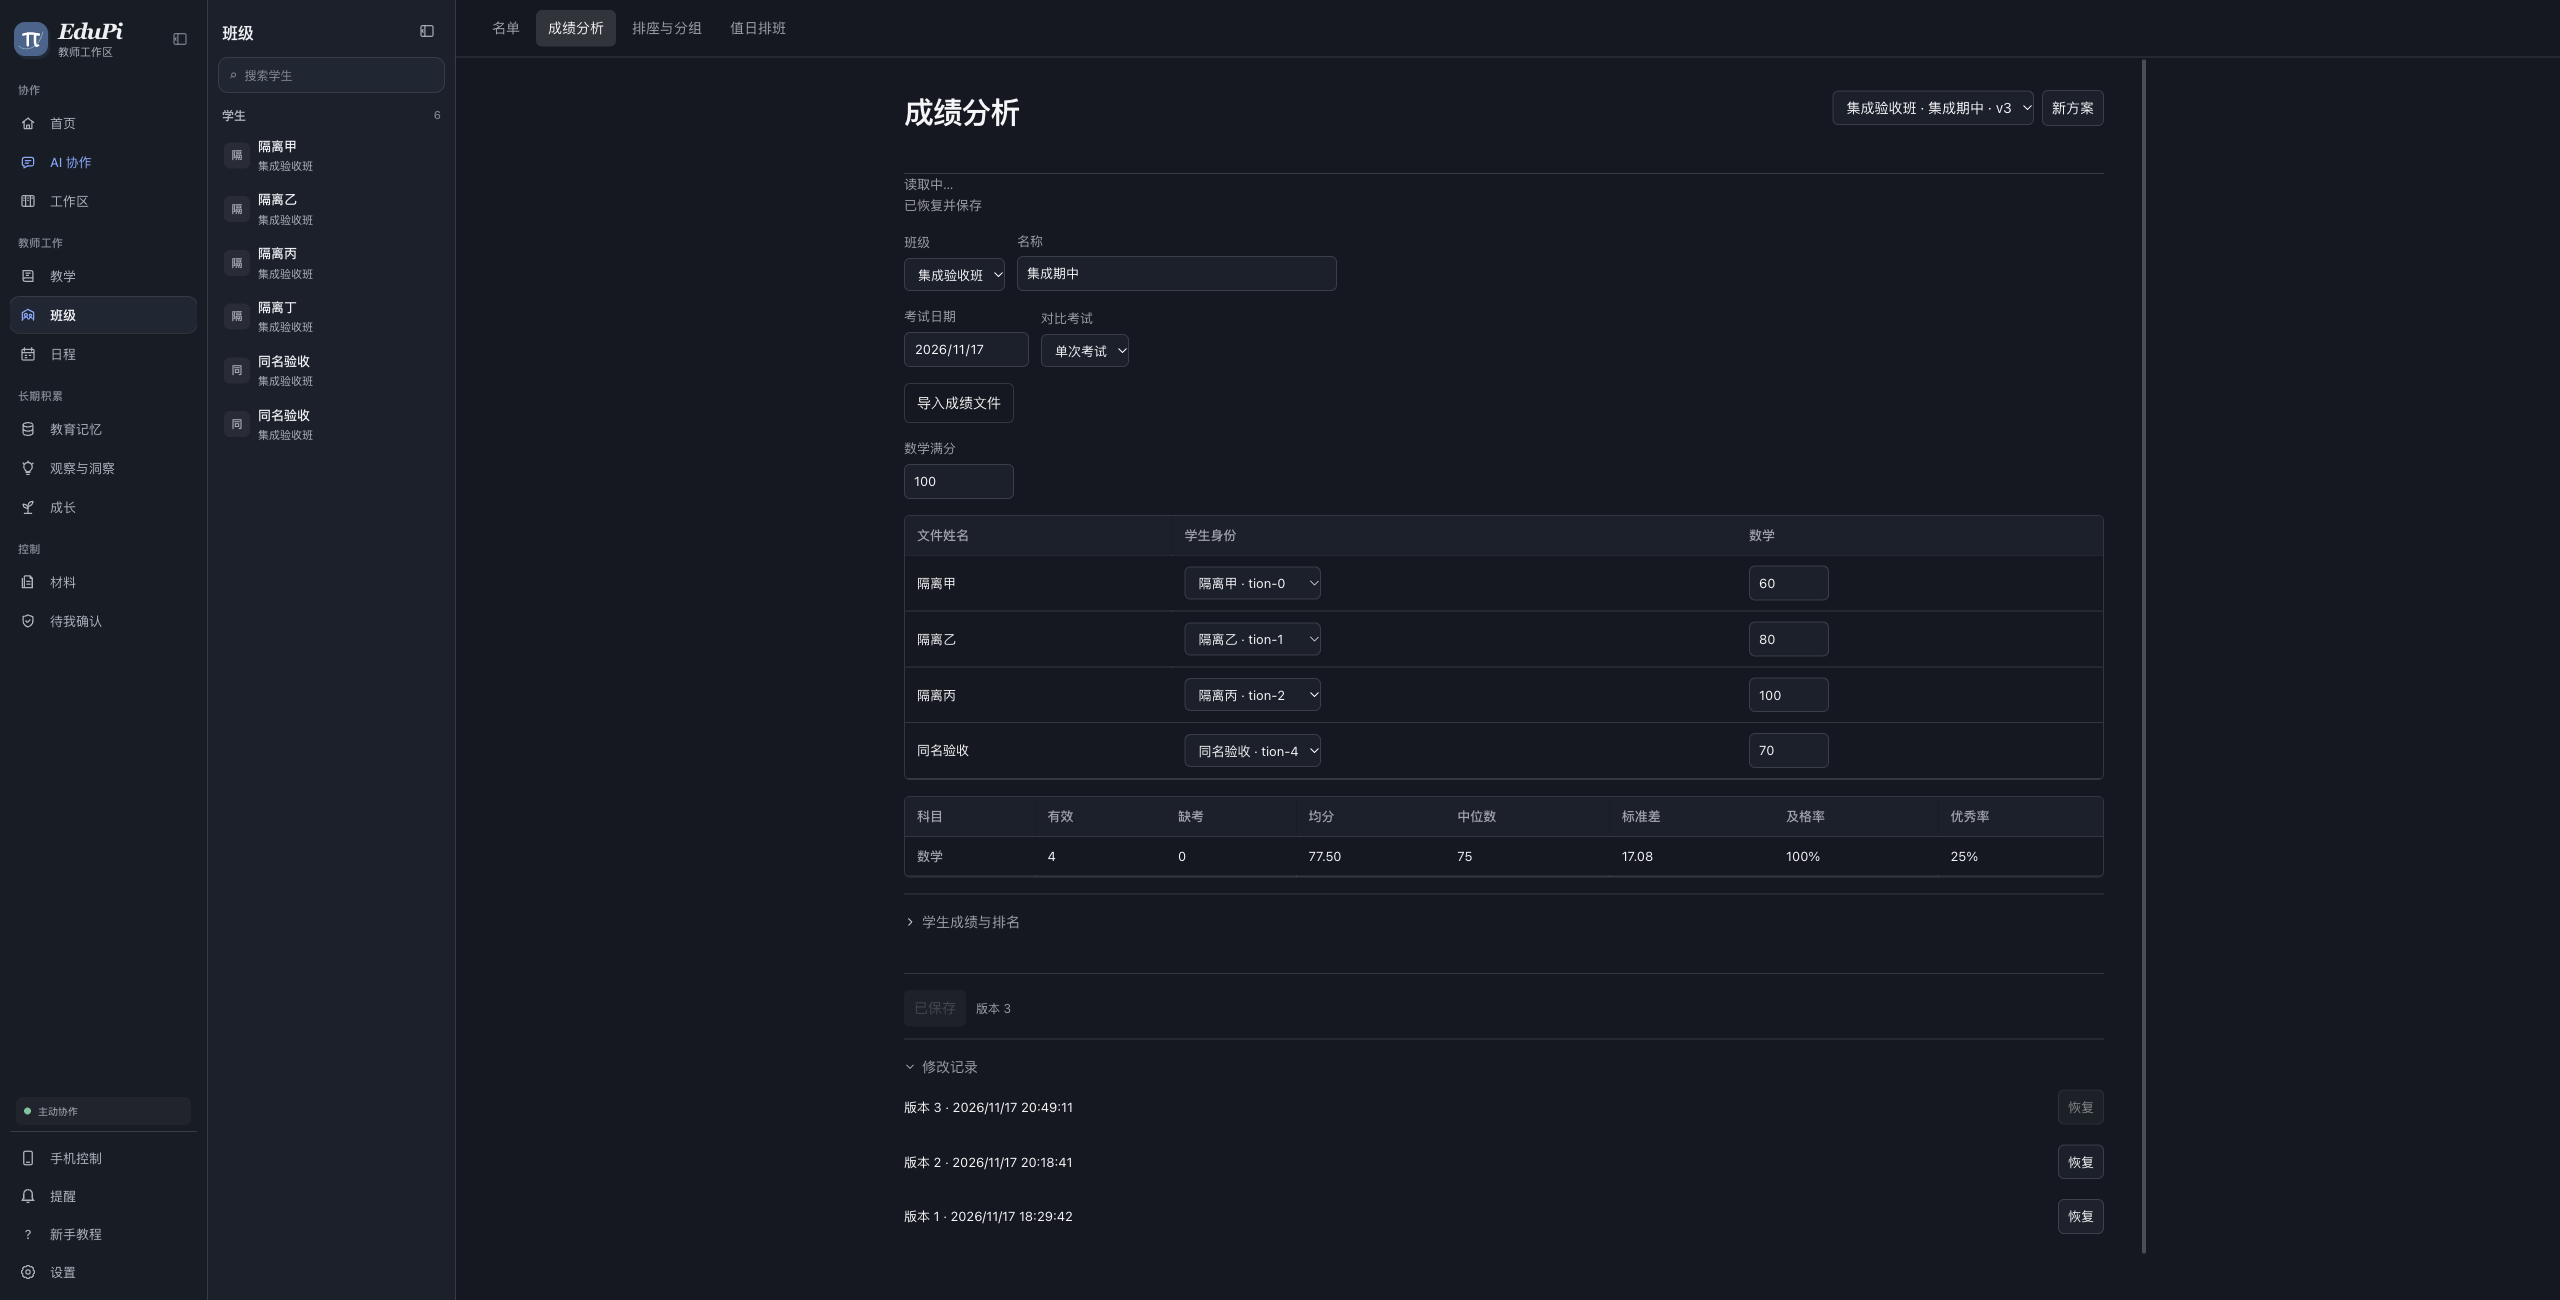 EduPi
教师工作区
协作
首页
AI 协作
工作区
教师工作
教学
班级
日程
长期积累
教育记忆
观察与洞察
成长
控制
材料
待我确认
主动协作
手机控制
提醒
? 新手教程
设置
班级
搜索学生
学生 6
隔 隔离甲
集成验收班
隔 隔离乙
集成验收班
隔 隔离丙
集成验收班
隔 隔离丁
集成验收班
同 同名验收
集成验收班
同 同名验收
集成验收班
名单 成绩分析 排座与分组 值日排班
成绩分析 集成验收班 · 集成期中 · v3 新方案
读取中...
已恢复并保存
班级 名称
集成验收班 集成期中
考试日期 对比考试
2026/11/17 单次考试
导入成绩文件
数学满分
100
文件姓名 学生身份 数学
隔离甲 隔离甲 · tion-0 60
隔离乙 隔离乙 · tion-1 80
隔离丙 隔离丙 · tion-2 100
同名验收 同名验收 · tion-4 70
科目 有效 缺考 均分 中位数 标准差 及格率 优秀率
数学 4 0 77.50 75 17.08 100% 25%
学生成绩与排名
已保存 版本 3
修改记录
版本 3 · 2026/11/17 20:49:11 恢复
版本 2 · 2026/11/17 20:18:41 恢复
版本 1 · 2026/11/17 18:29:42 恢复